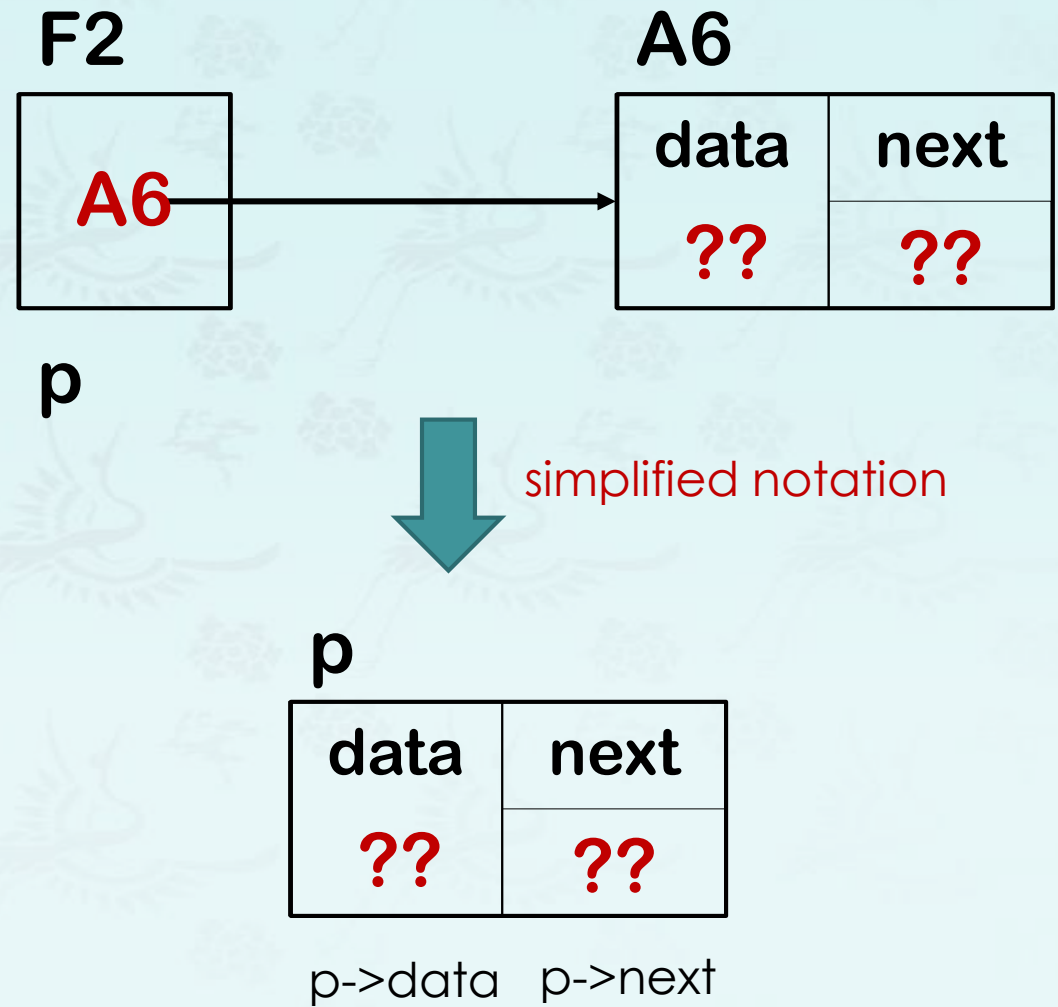 F2 A6
data next
A6
?? ??
p
simplified notation
p
data next
?? ??
p->data p->next